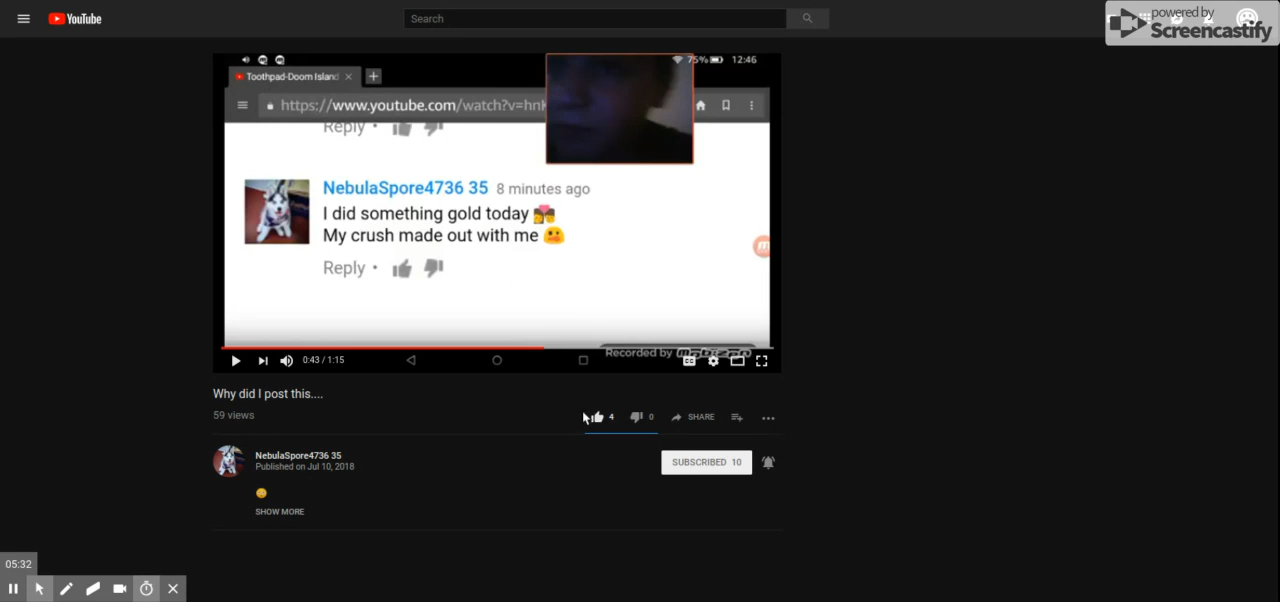 YouTube
Search
powered by
Screencastify
75% 12:46
Toothpad-Doom Island
https://www.youtube.com/watch?v=hn
Reply •
NebulaSpore4736 35 8 minutes ago
I did something gold today
My crush made out with me
Reply •
Recorded by
0:43 / 1:15
Why did I post this....
59 views
4 0 SHARE
NebulaSpore4736 35
Published on Jul 10, 2018
SUBSCRIBED 10
SHOW MORE
05:32